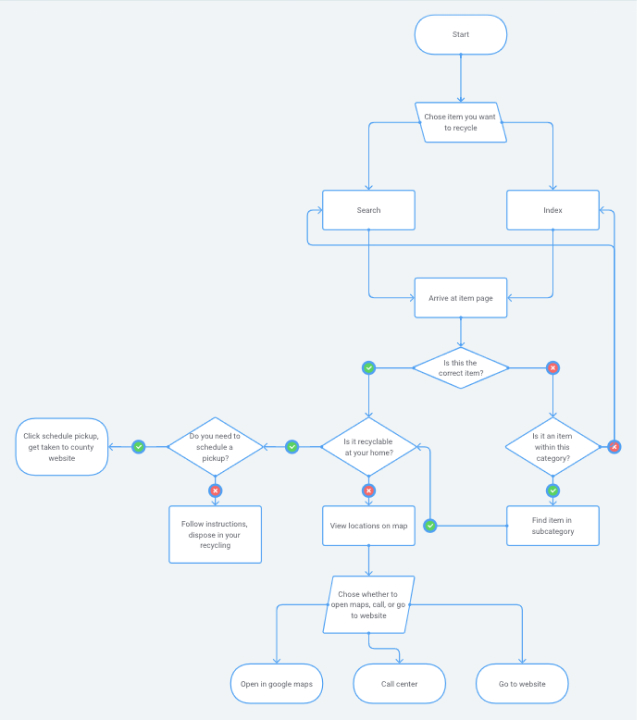 Start
Chose item you want
to recycle
Search
Index
Arrive at item page
Is this the
correct item?
Click schedule pickup,
get taken to county
website
Do you need to
schedule a
pickup?
Is it recyclable
at your home?
Is it an item
within this
category?
Follow instructions,
dispose in your
recycling
View locations on map
Find item in
subcategory
Chose whether to
open maps, call, or go
to website
Open in google maps
Call center
Go to website